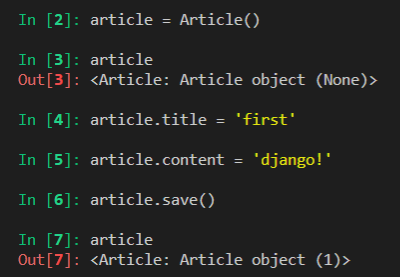 In [2]: article = Article()
In [3]: article
Out[3]: <Article: Article object (None)>
In [4]: article.title = 'first'
In [5]: article.content = 'django!'
In [6]: article.save()
In [7]: article
Out[7]: <Article: Article object (1)>